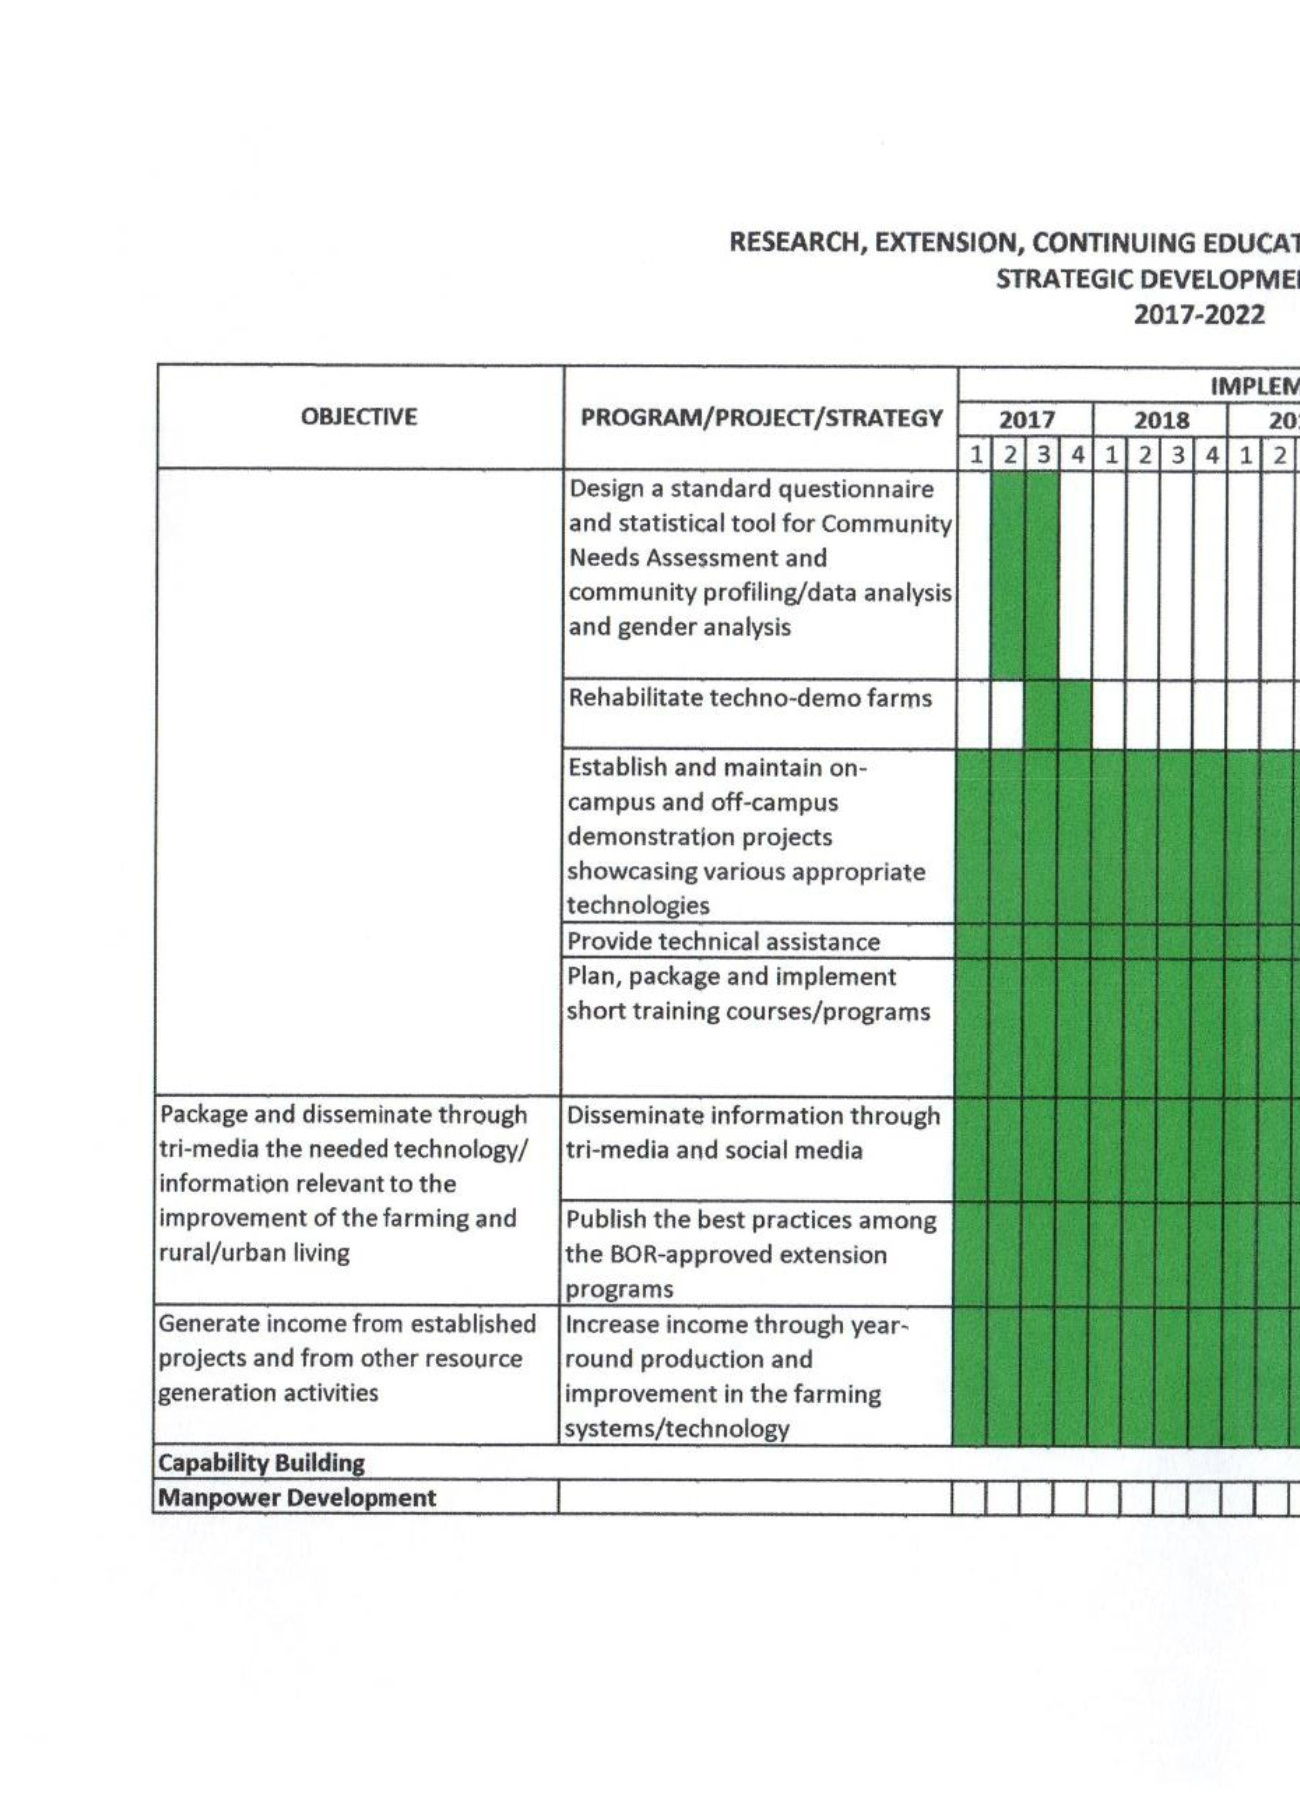 RESEARCH, EXTENSION, CONTINUING EDUCAT
STRATEGIC DEVELOPME
2017-2022
OBJECTIVE
PROGRAM/PROJECT/STRATEGY
IMPLEM
2017 2018 20
1 2 3 4 1 2 3 4 1 2
Design a standard questionnaire
and statistical tool for Community
Needs Assessment and
community profiling/data analysis
and gender analysis
Rehabilitate techno-demo farms
Establish and maintain on-
campus and off-campus
demonstration projects
showcasing various appropriate
technologies
Provide technical assistance
Plan, package and implement
short training courses/programs
Package and disseminate through
tri-media the needed technology/
information relevant to the
improvement of the farming and
rural/urban living
Disseminate information through
tri-media and social media
Publish the best practices among
the BOR-approved extension
programs
Generate income from established
projects and from other resource
generation activities
Increase income through year-
round production and
improvement in the farming
systems/technology
Capability Building
Manpower Development